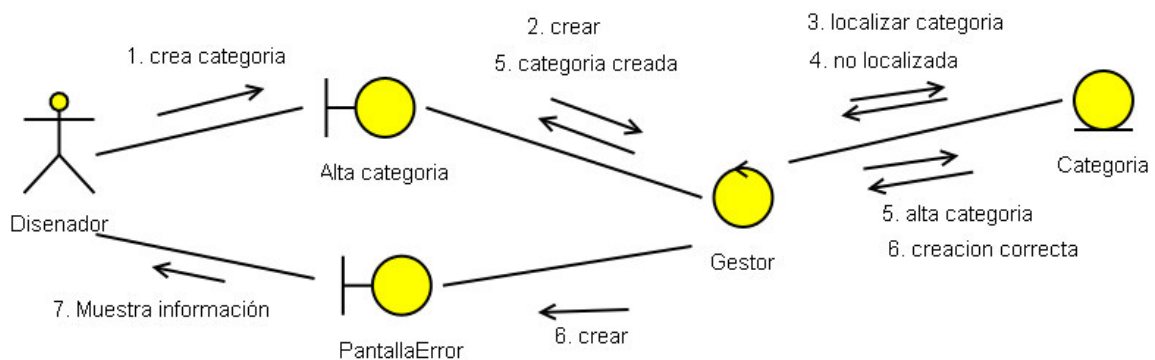 1. crea categoria
2. crear
5. categoria creada
3. localizar categoria
4. no localizada
Alta categoria
Categoria
Disenador
Gestor
5. alta categoria
6. creacion correcta
7. Muestra información
6. crear
PantallaError